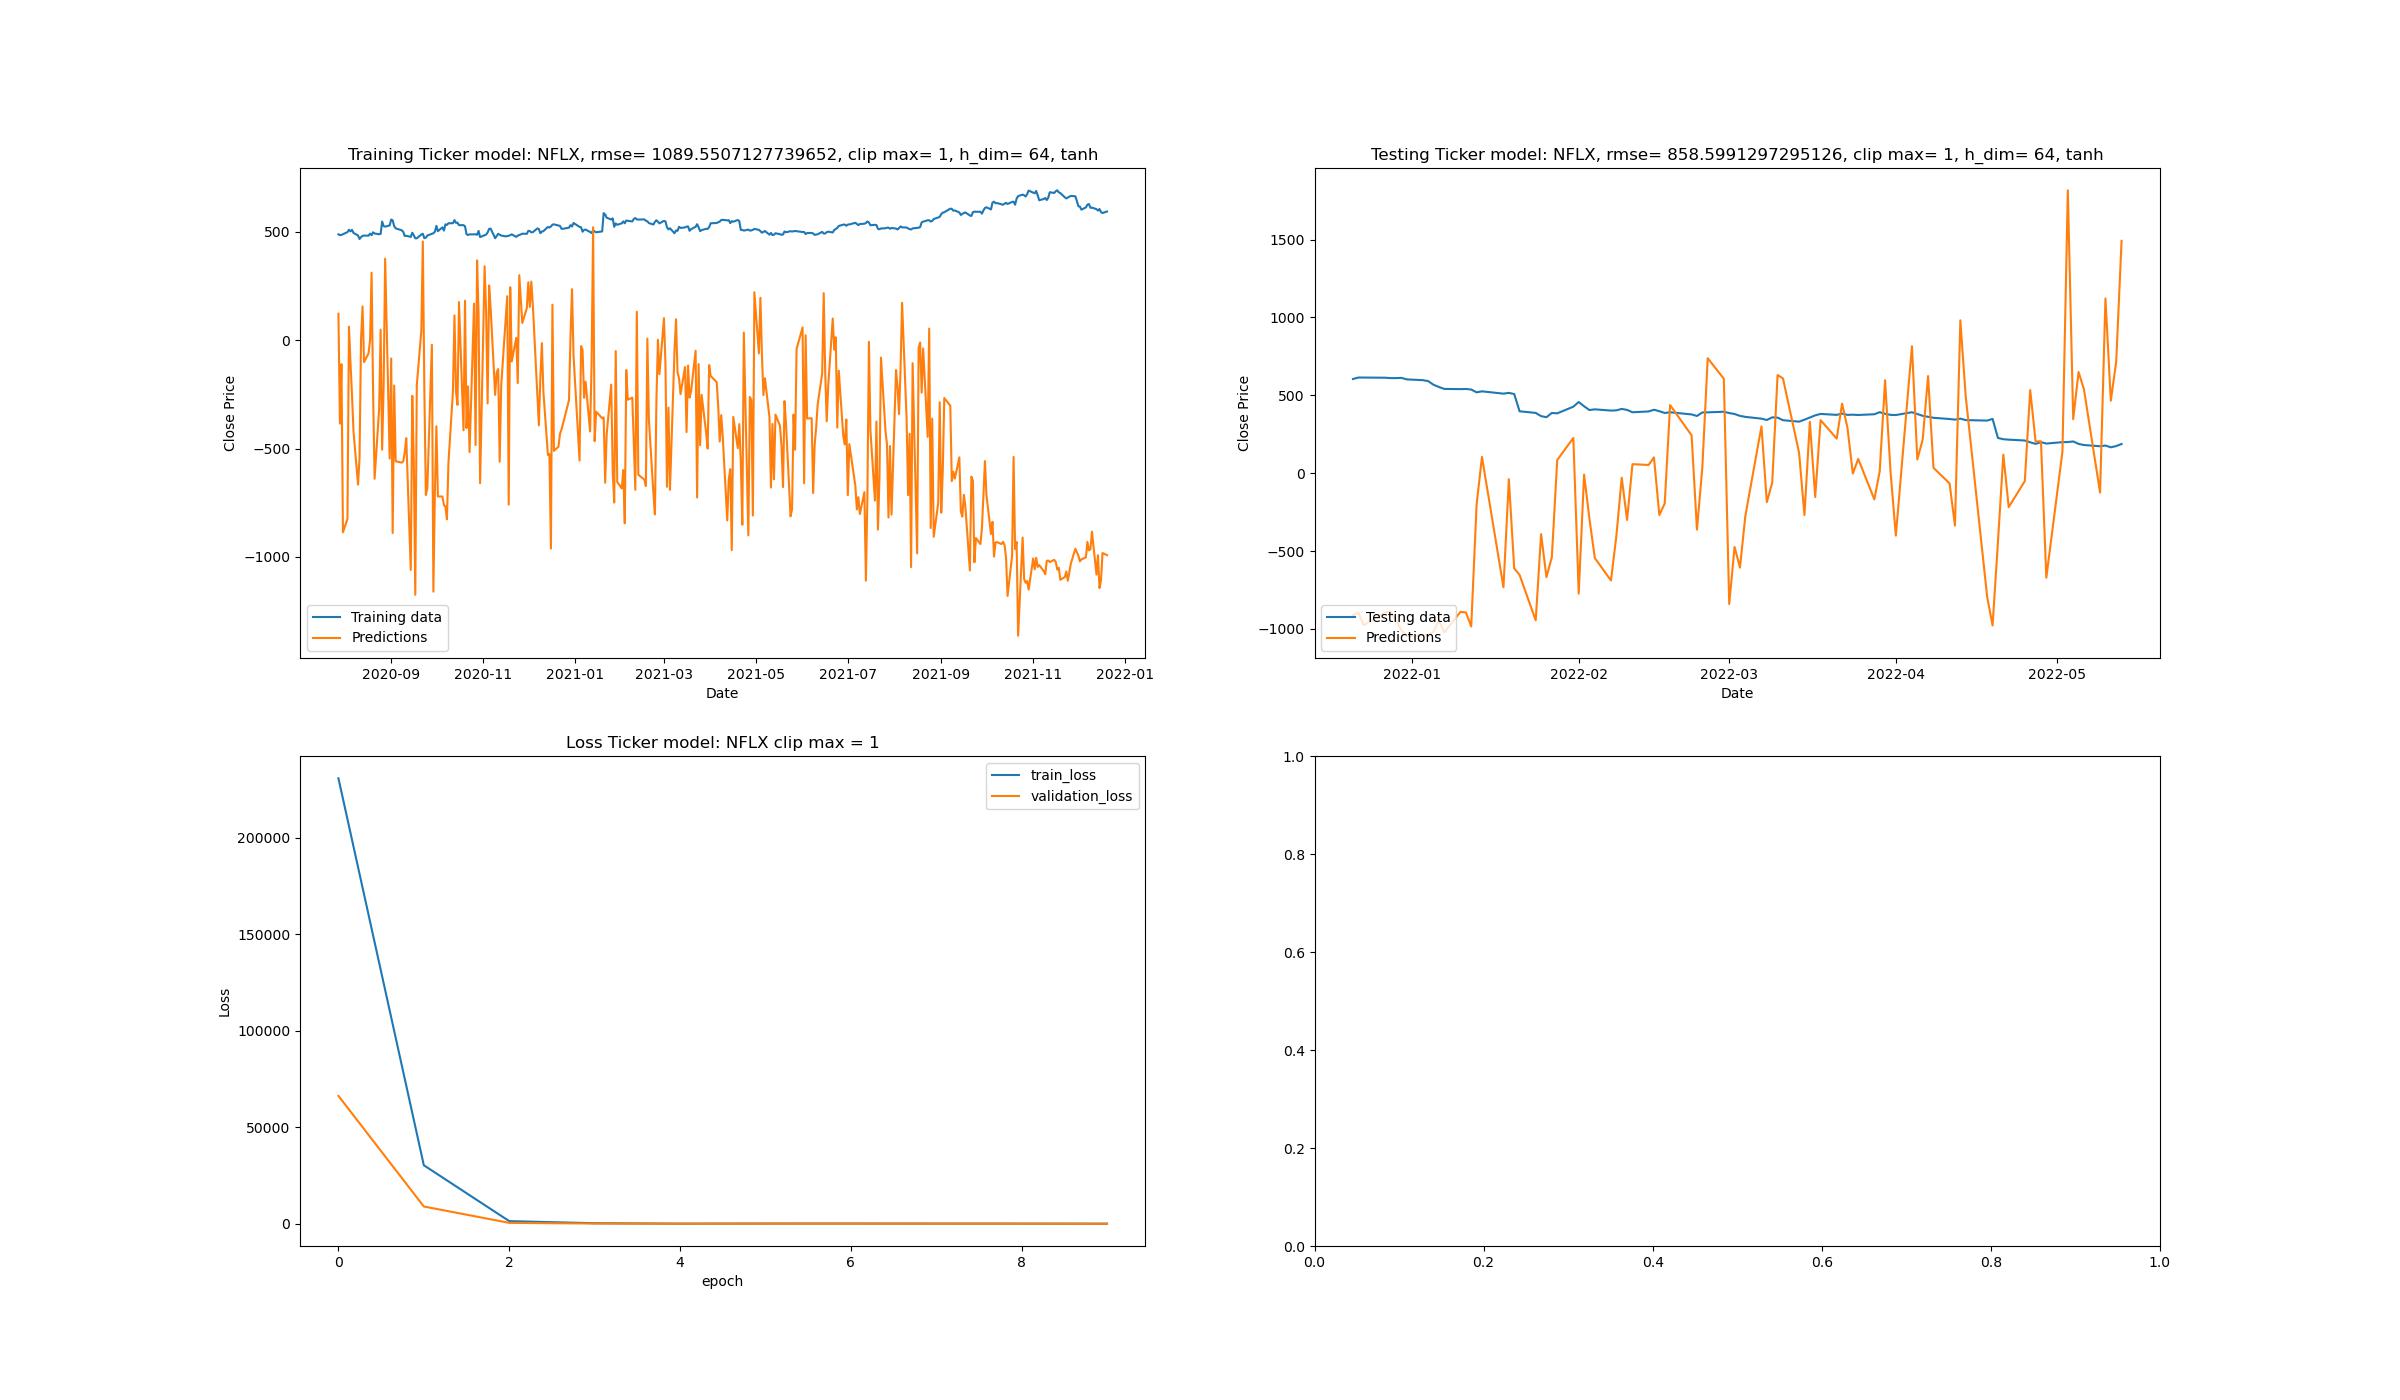 Training Ticker model: NFLX, rmse= 1089.5507127739652, clip max= 1, h_dim= 64, tanh
Close Price
500
0
−500
−1000
Training data
Predictions
2020-09 2020-11 2021-01 2021-03 2021-05 2021-07 2021-09 2021-11 2022-01
Date
Testing Ticker model: NFLX, rmse= 858.5991297295126, clip max= 1, h_dim= 64, tanh
Close Price
1500
1000
500
0
−500
−1000
Testing data
Predictions
2022-01 2022-02 2022-03 2022-04 2022-05
Date
Loss Ticker model: NFLX clip max = 1
Loss
200000
150000
100000
50000
0
train_loss
validation_loss
0 2 4 6 8
epoch
1.0
0.8
0.6
0.4
0.2
0.0
0.0 0.2 0.4 0.6 0.8 1.0